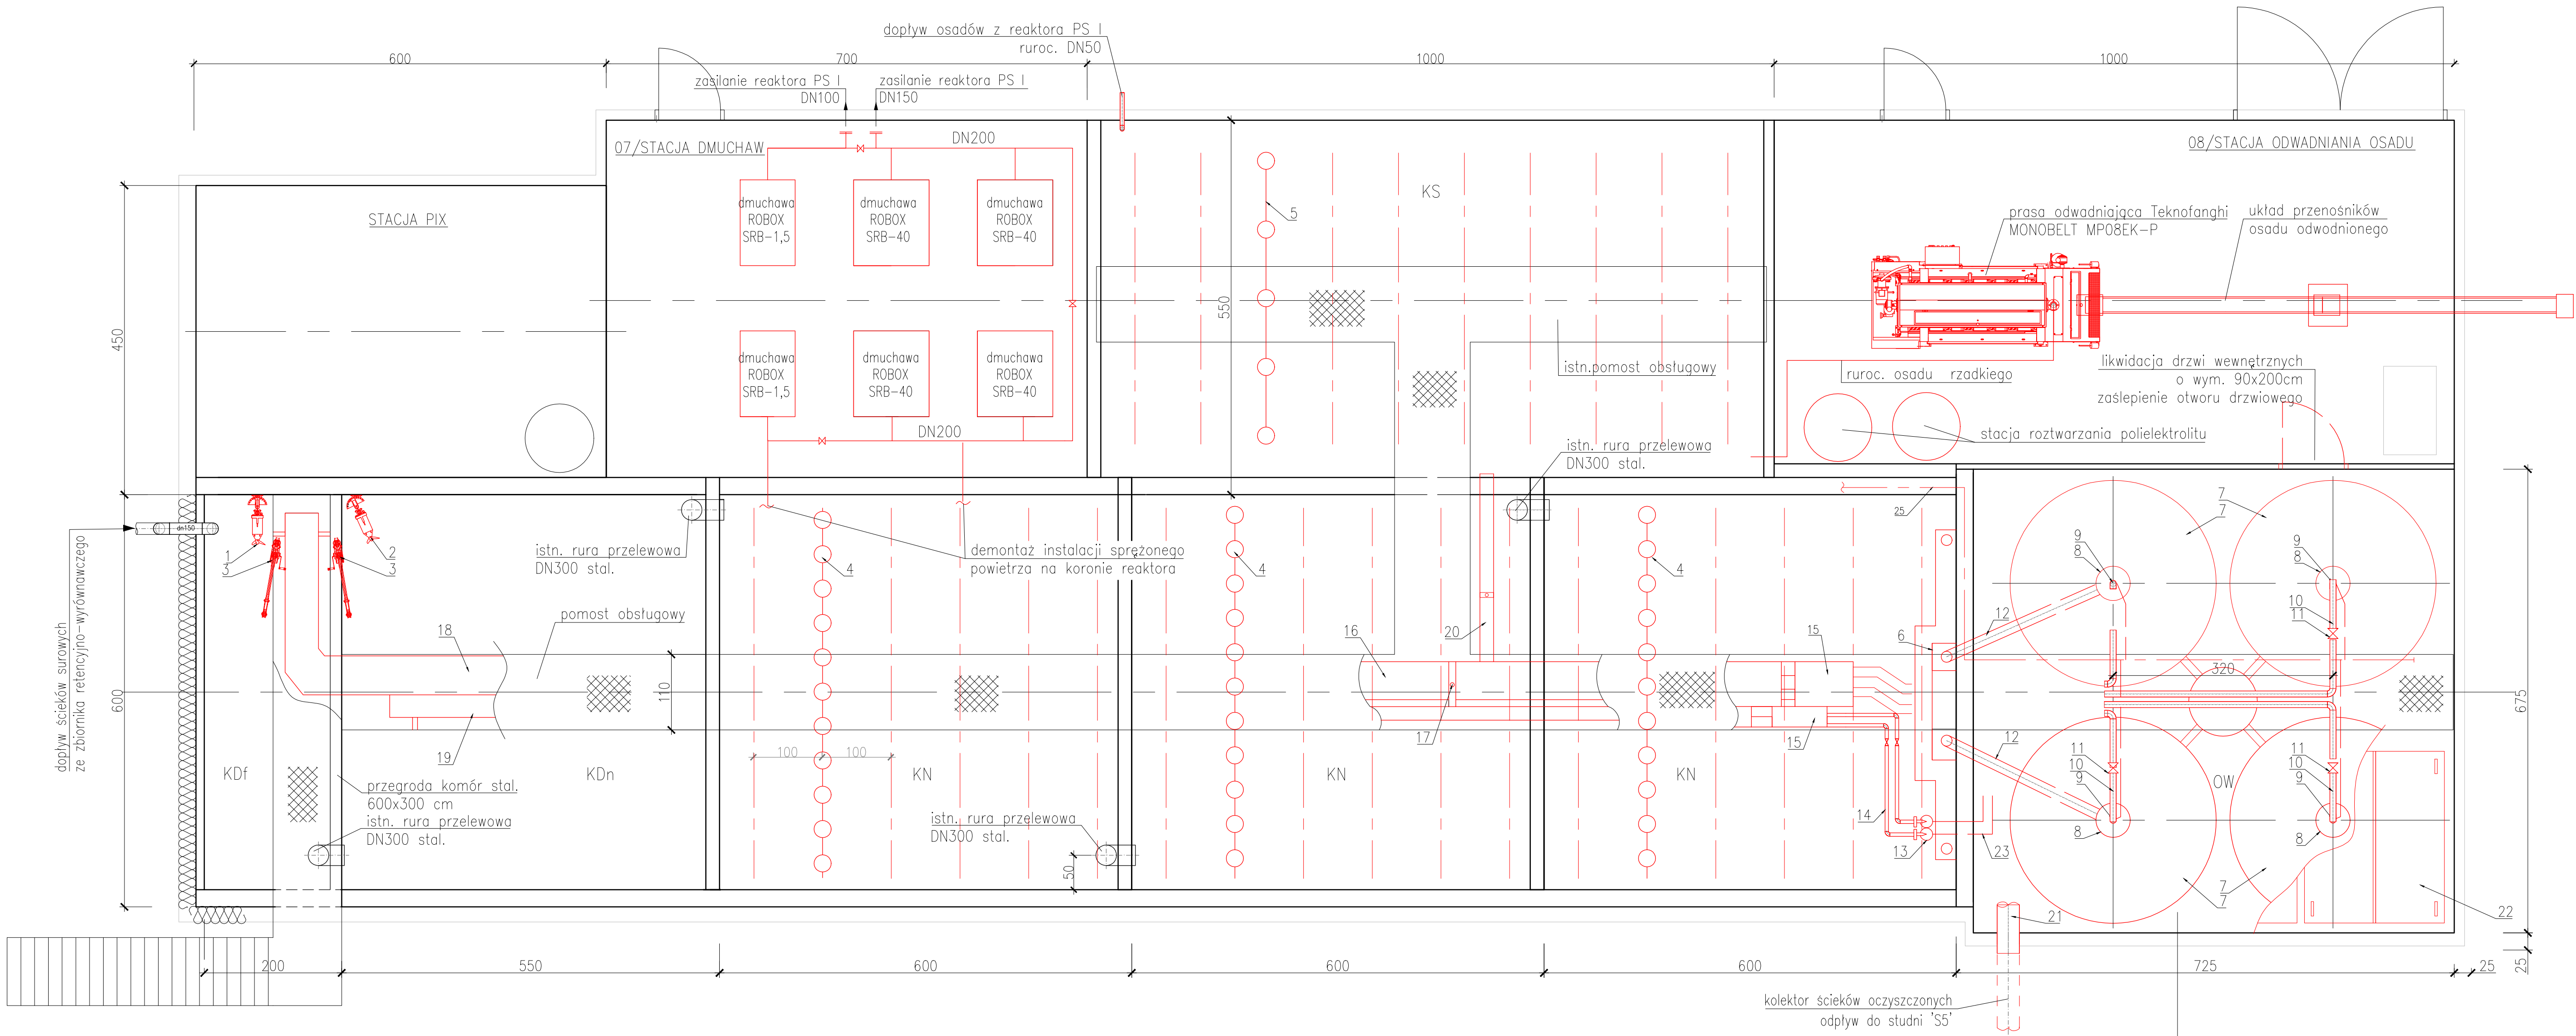 dopływ osadów z reaktora PS I
ruroc. DN50
600
700
1000
1000
zasilanie reaktora PS I
DN100
zasilanie reaktora PS I
DN150
DN200
07/STACJA DMUCHAW
08/STACJA ODWADNIANIA OSADU
STACJA PIX
KS
5
dmuchawa
ROBOX
SRB-1,5
dmuchawa
ROBOX
SRB-40
dmuchawa
ROBOX
SRB-40
prasa odwadniająca Teknofanghi
MONOBELT MP08EK-P
układ przenośników
osadu odwodnionego
450
550
dmuchawa
ROBOX
SRB-1,5
dmuchawa
ROBOX
SRB-40
dmuchawa
ROBOX
SRB-40
istn.pomost obsługowy
ruroc. osadu rzadkiego
likwidacja drzwi wewnętrznych
o wym. 90x200cm
zaślepienie otworu drzwiowego
DN200
stacja roztwarzania polielektrolitu
istn. rura przelewowa
DN300 stal.
dn150
1
3
2
3
istn. rura przelewowa
DN300 stal.
demontaż instalacji sprężonego
powietrza na koronie reaktora
4
4
4
25
7
7
7
9
8
9
8
10
11
12
dopływ ścieków surowych
ze zbiornika retencyjno-wyrównawczego
600
pomost obsługowy
18
110
19
16
17
20
15
15
6
320
675
KDf
KDn
100
100
KN
KN
KN
12
11
10
9
8
OW
11
10
9
8
przegroda komór stal.
600x300 cm
istn. rura przelewowa
DN300 stal.
istn. rura przelewowa
DN300 stal.
50
14
13
23
7
7
21
22
200
550
600
600
600
725
25
25
kolektor ścieków oczyszczonych
odpływ do studni 'S5'